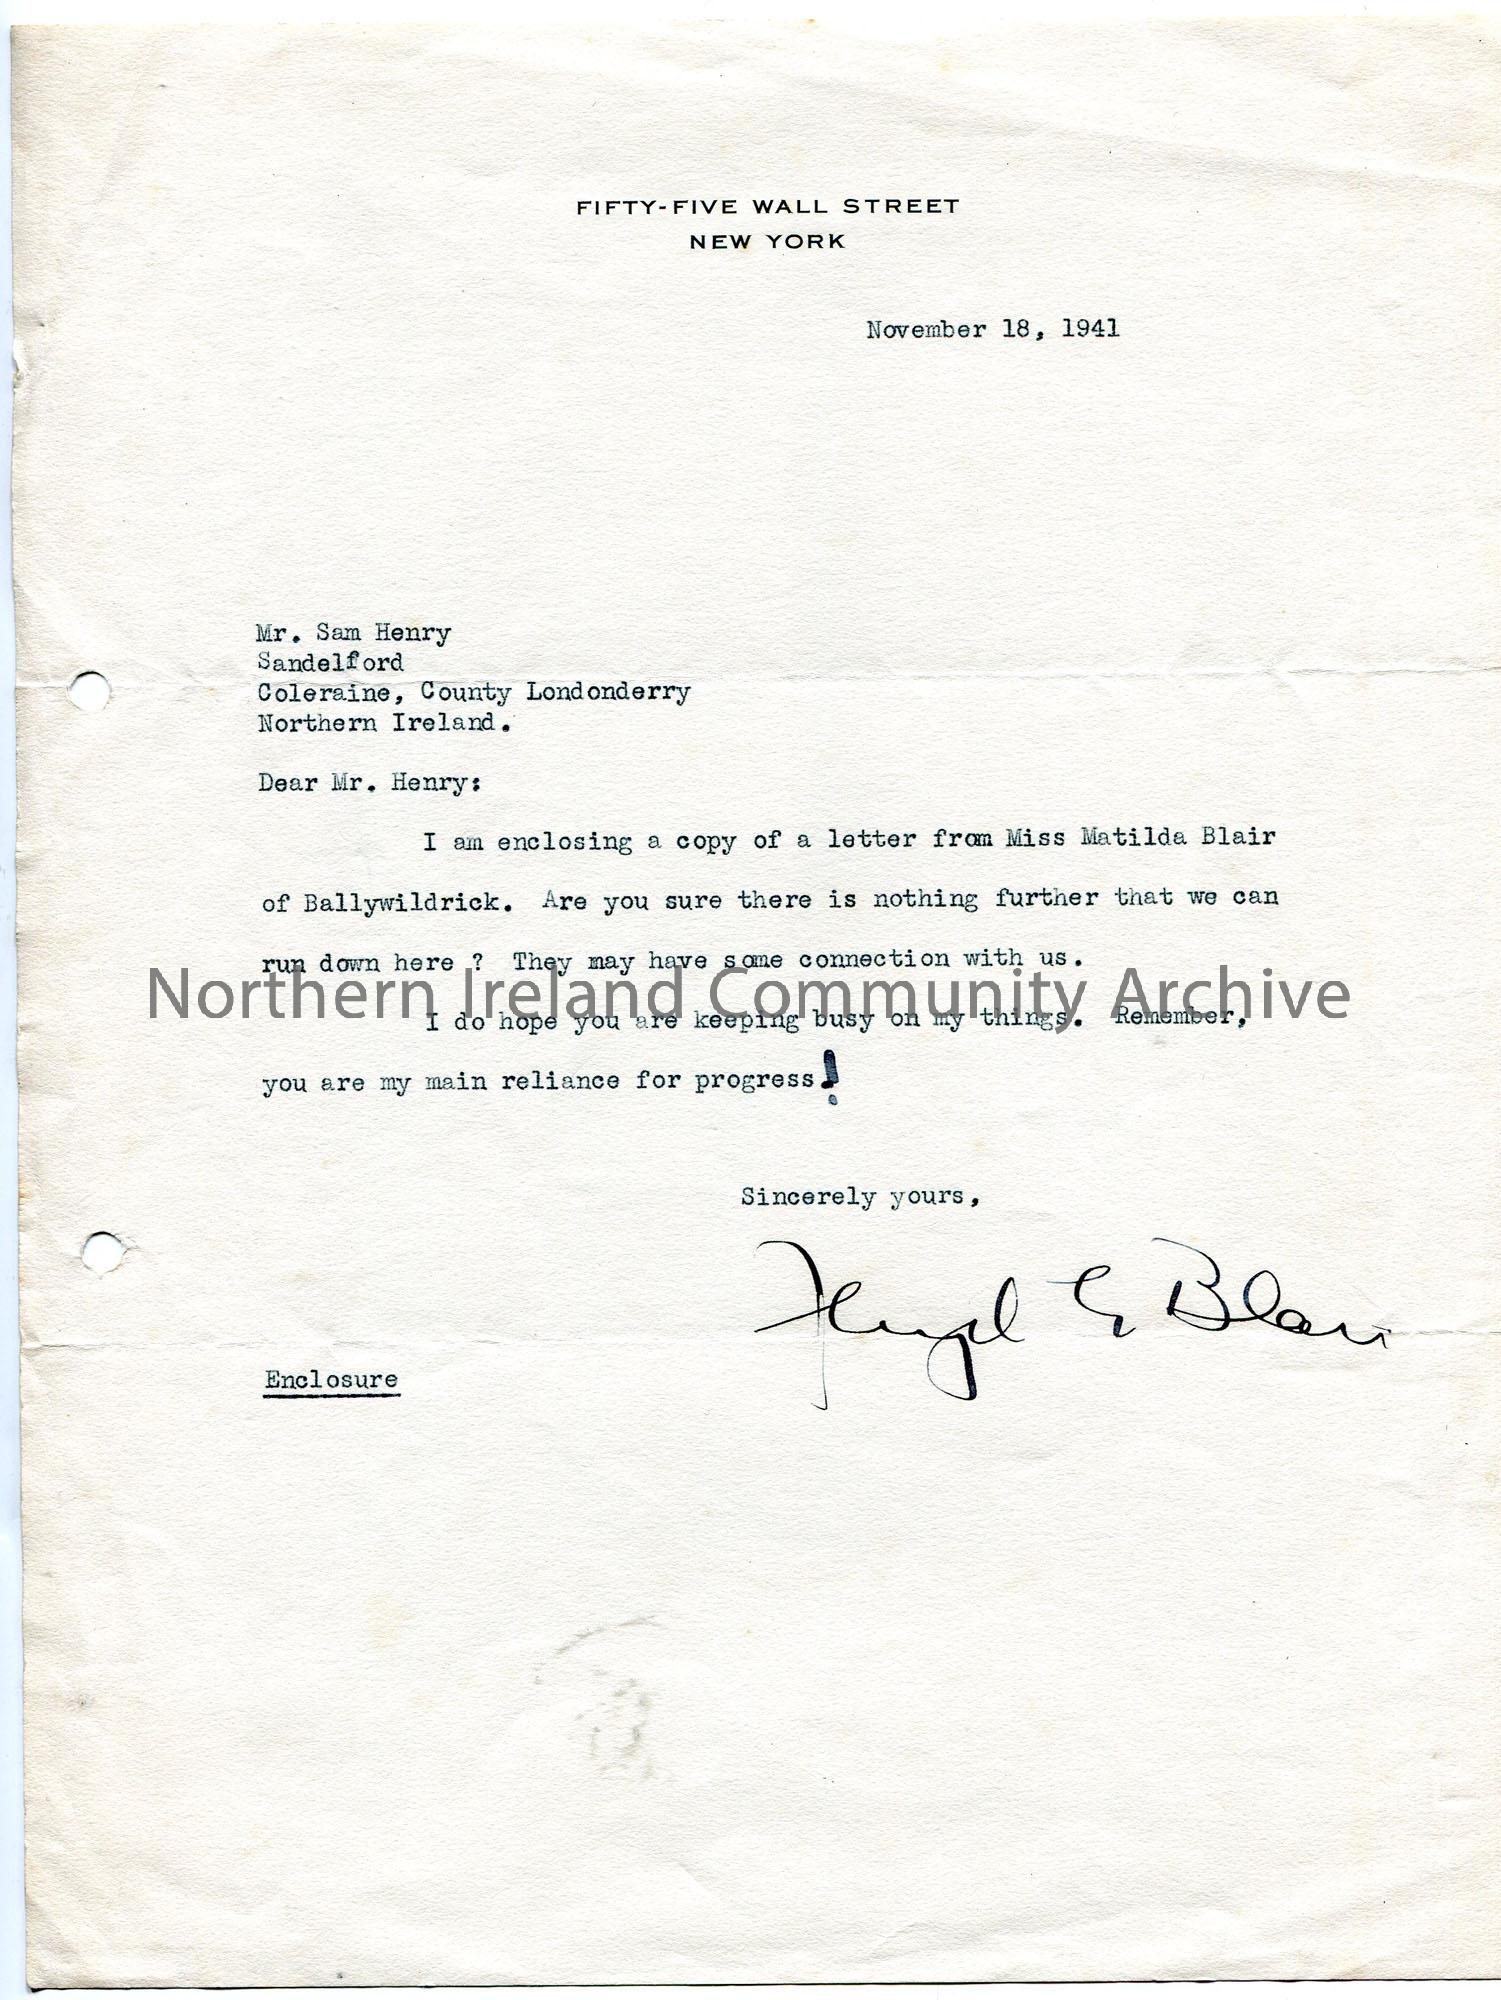 FIFTY-FIVE WALL STREET
NEW YORK
November 18, 1941
Mr. Sam Henry
Sandelford
Coleraine, County Londonderry
Northern Ireland.
Dear Mr. Henry:
I am enclosing a copy of a letter from Miss Matilda Blair
of Ballywildrick. Are you sure there is nothing further that we can
run down here ? They may have some connection with us.
Northern Ireland Community Archive
I do hope you are keeping busy on my things. Remember,
you are my main reliance for progress!
Sincerely yours,
Floyd G Blair
Enclosure